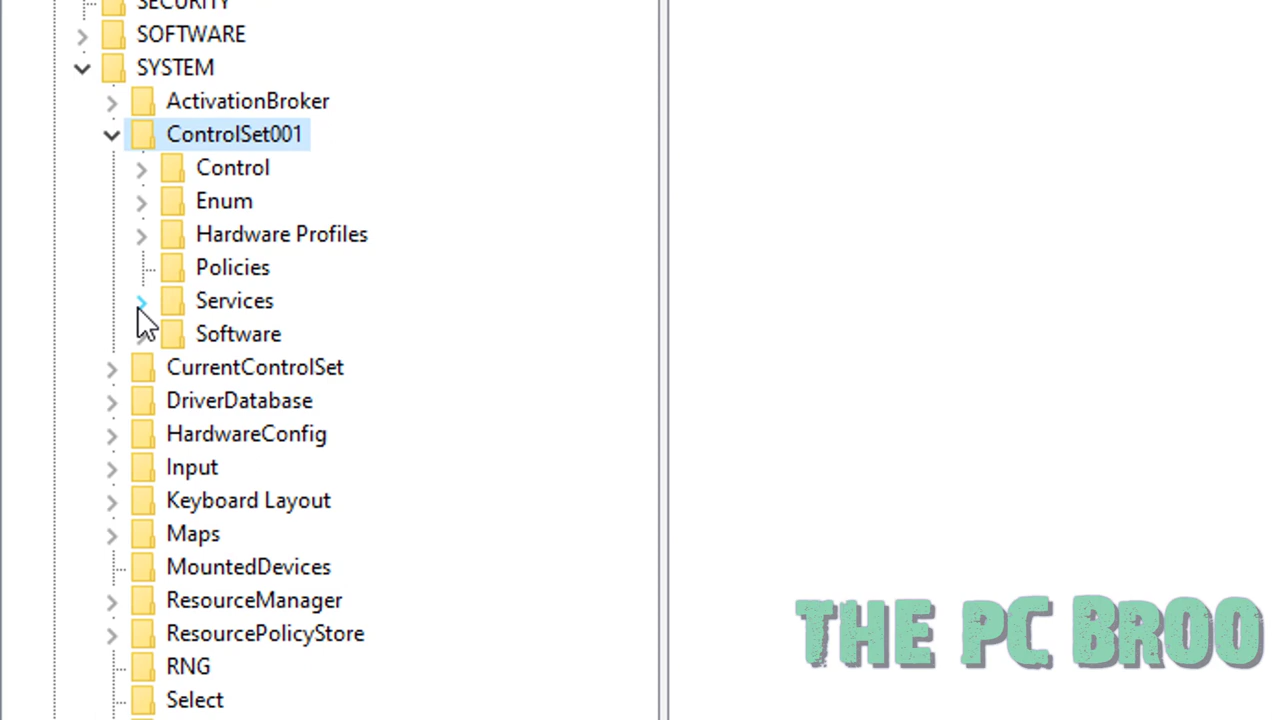 SECURITY
SOFTWARE
SYSTEM
ActivationBroker
ControlSet001
Control
Enum
Hardware Profiles
Policies
Services
Software
CurrentControlSet
DriverDatabase
HardwareConfig
Input
Keyboard Layout
Maps
MountedDevices
ResourceManager
ResourcePolicyStore
RNG
Select
THE PC BROO